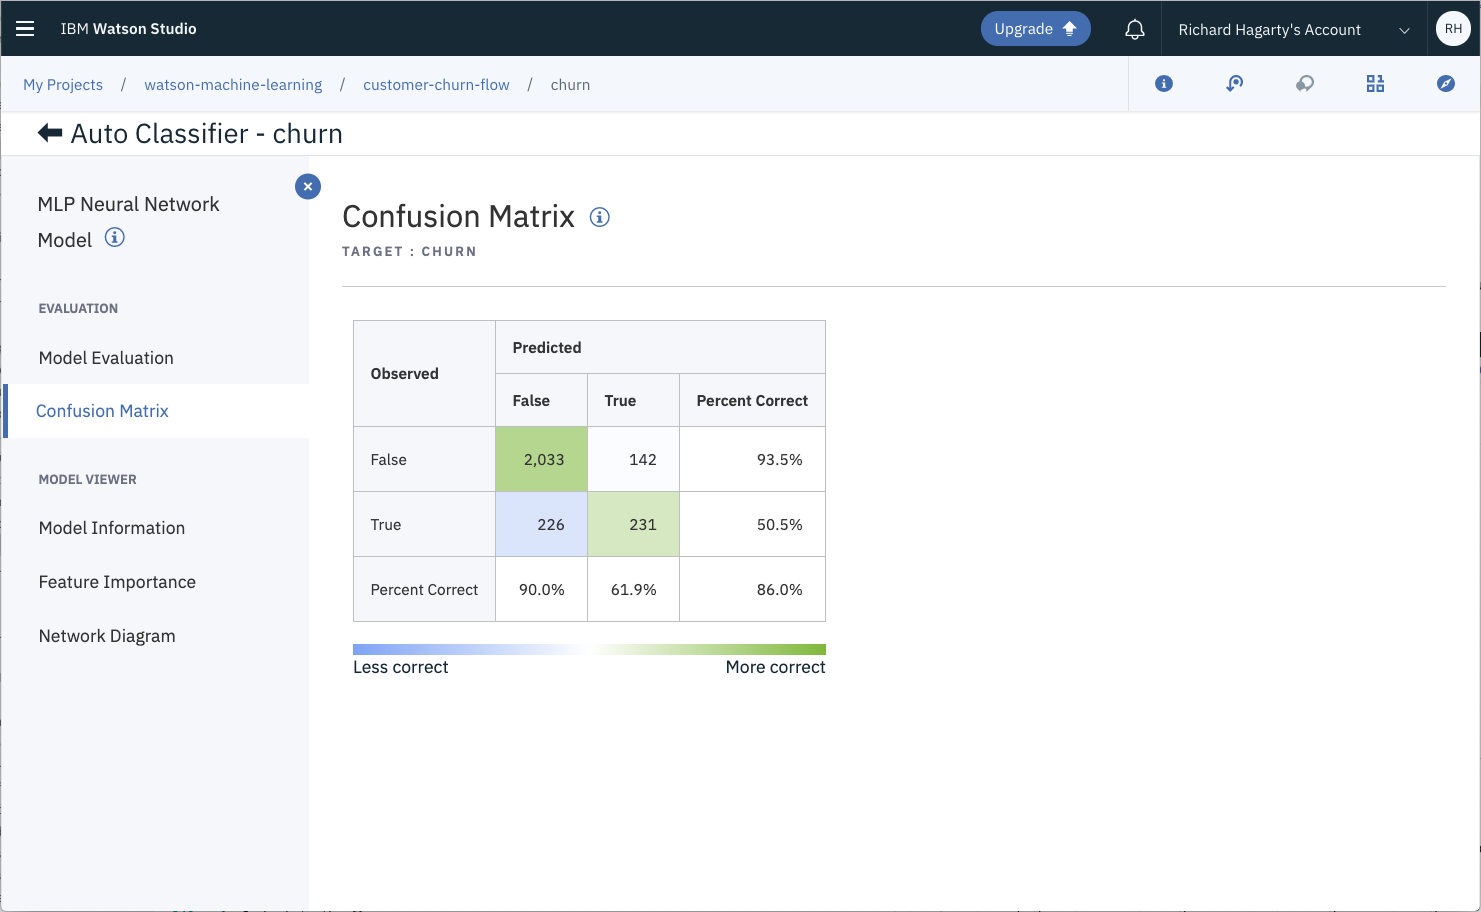 IBM Watson Studio
Upgrade
Richard Hagarty's Account
RH
My Projects / watson-machine-learning / customer-churn-flow / churn
Auto Classifier - churn
MLP Neural Network
Model
EVALUATION
Model Evaluation
Confusion Matrix
MODEL VIEWER
Model Information
Feature Importance
Network Diagram
Confusion Matrix
TARGET : CHURN
Observed
Predicted
False True Percent Correct
False 2,033 142 93.5%
True 226 231 50.5%
Percent Correct 90.0% 61.9% 86.0%
Less correct More correct